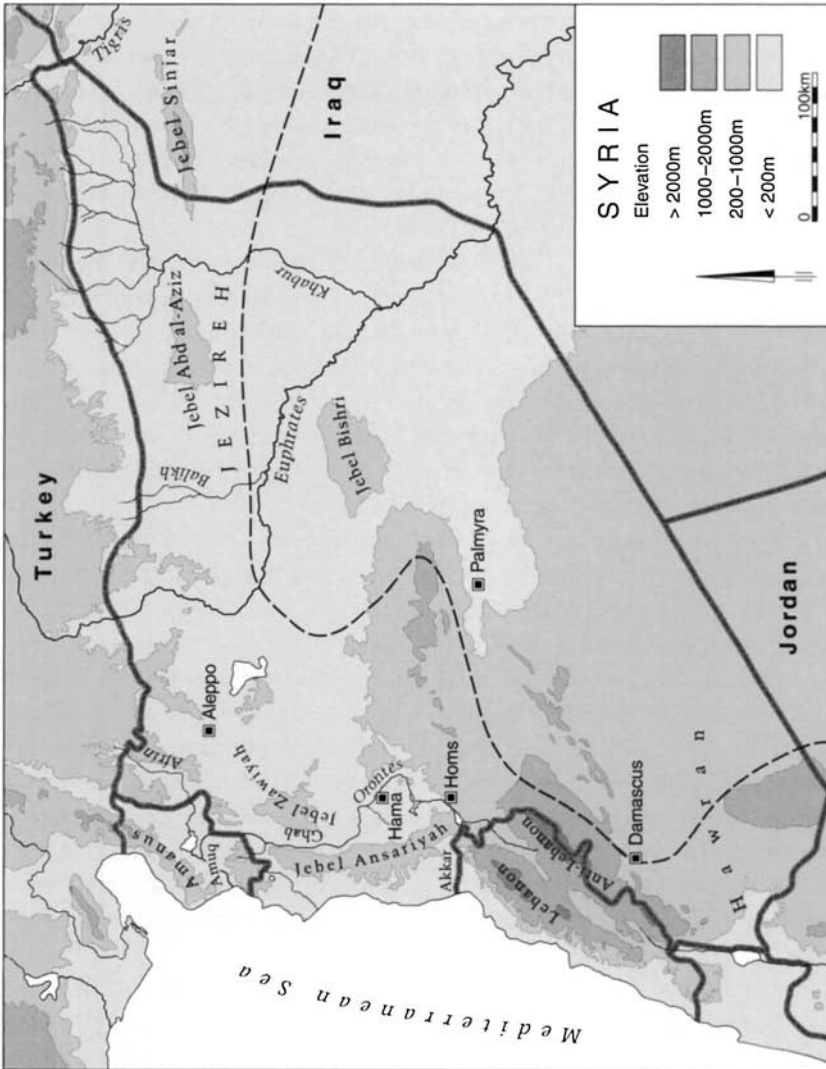 Turkey
Tigris
Jebel Sinjar
Iraq
Amanus
Amuq
Afrin
Aleppo
Balikh
Jebel Abd al-Aziz
JEZIREH
Khabur
Euphrates
Jebel Bishri
Ghab
Jebel Zawiyah
Jebel Ansariyah
Orontes
Hama
Homs
Akkar
Palmyra
Lebanon
Anti-Lebanon
Damascus
Hawran
Jordan
Mediterranean Sea
SYRIA
Elevation
> 2000m
1000–2000m
200–1000m
< 200m
0 100km